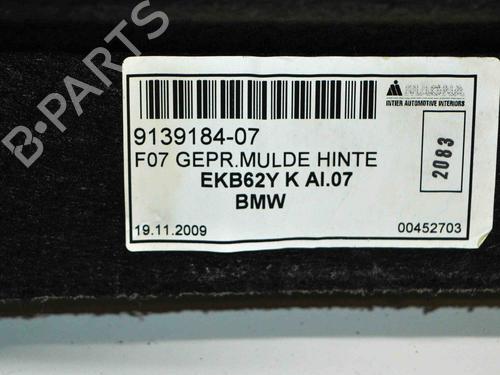 MAGNA
INTIER AUTOMOTIVE INTERIORS
9139184-07
F07 GEPR.MULDE HINTE
EKB62Y K AI.07
BMW
19.11.2009
00452703
2083
B-PARTS